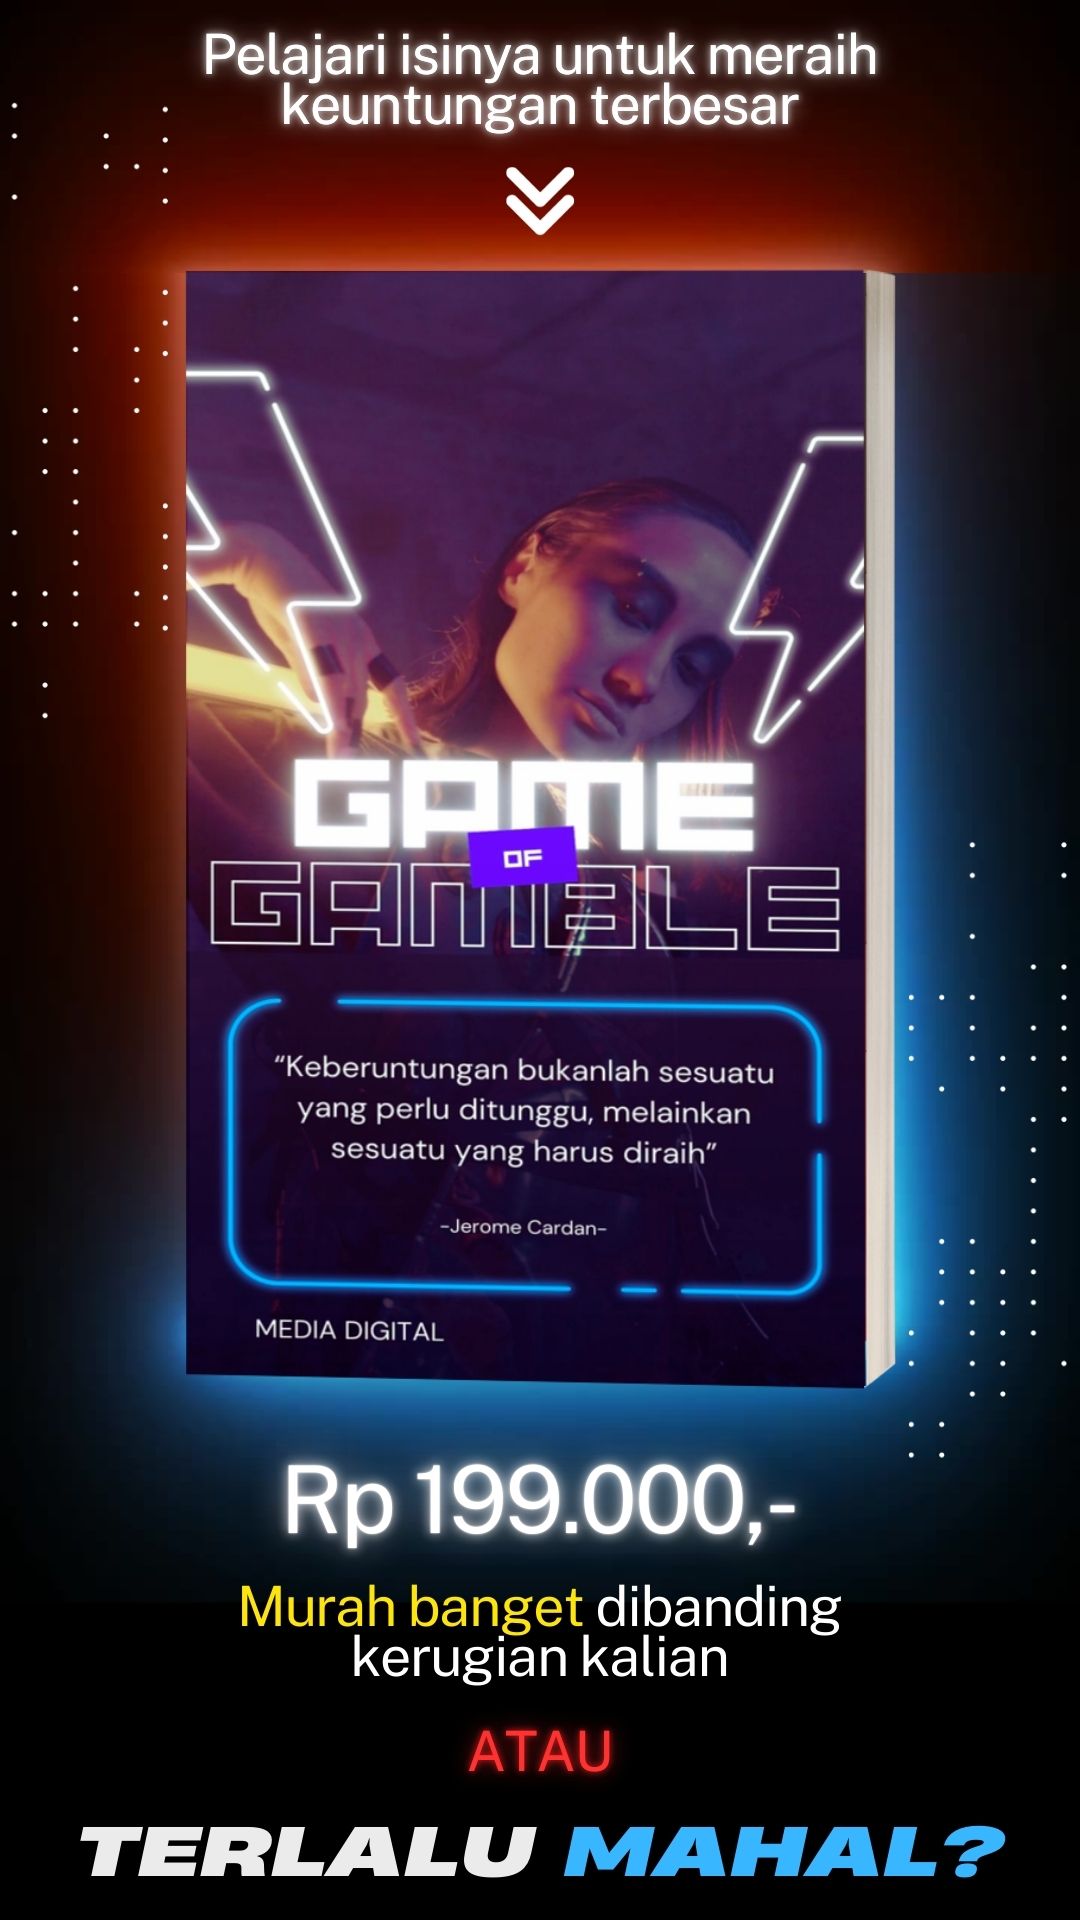 Pelajari isinya untuk meraih
keuntungan terbesar
GAME
OF
GAMBLE
“Keberuntungan bukanlah sesuatu
yang perlu ditunggu, melainkan
sesuatu yang harus diraih”
-Jerome Cardan-
MEDIA DIGITAL
Rp 199.000,-
Murah banget dibanding
kerugian kalian
ATAU
TERLALU MAHAL?